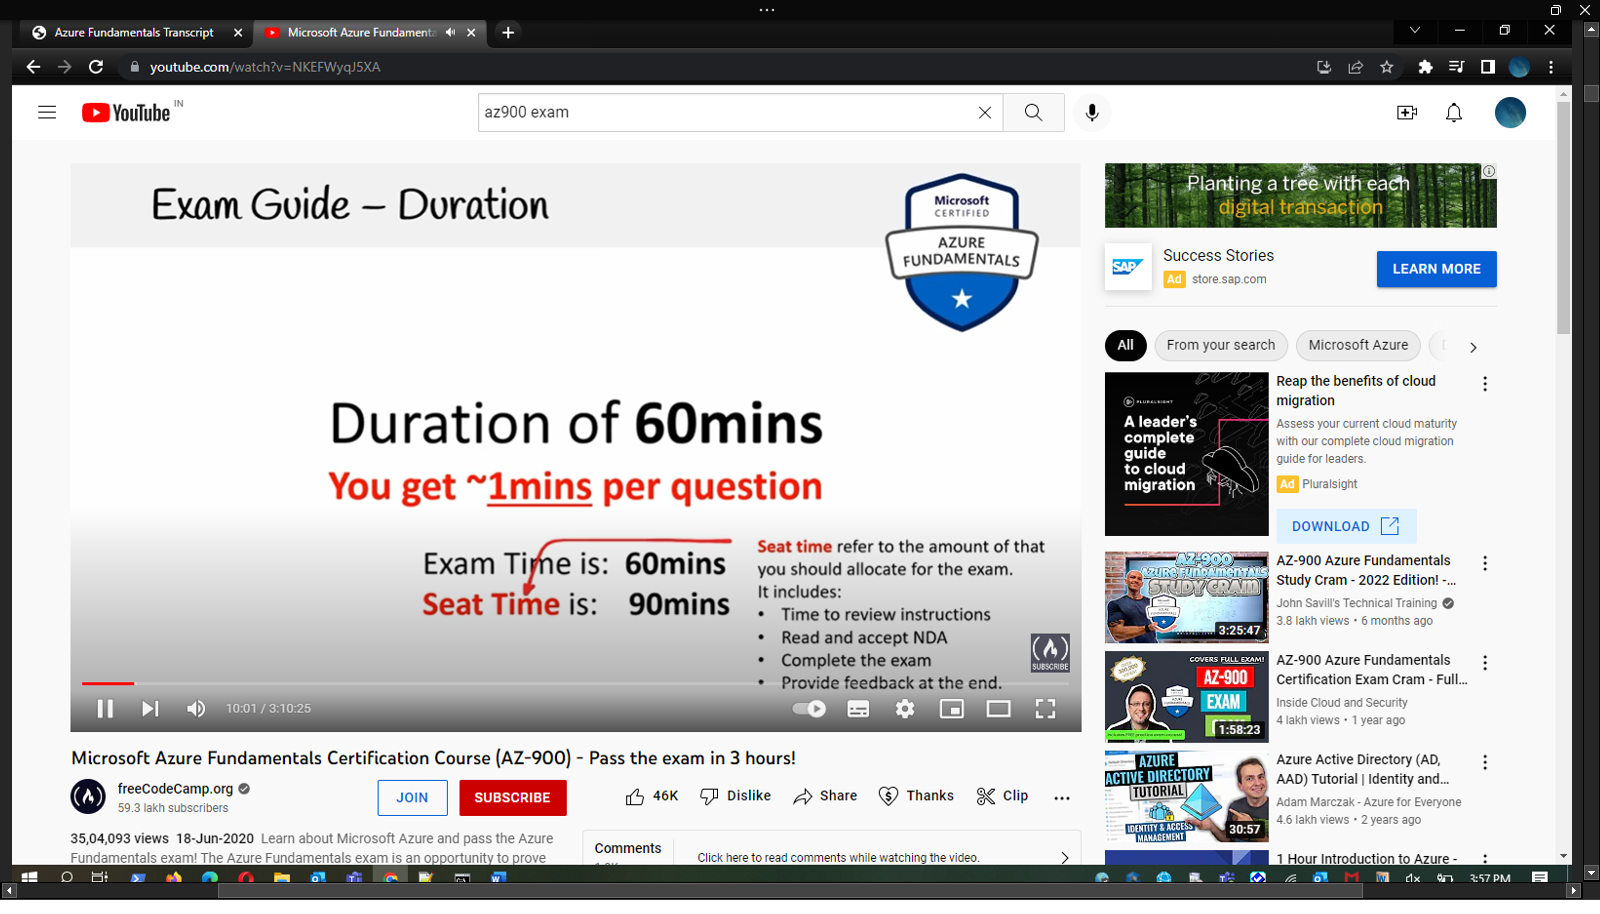 Azure Fundamentals Transcript
Microsoft Azure Fundamenta
youtube.com/watch?v=NKEFWyqJ5XA
YouTube IN
az900 exam
Exam Guide – Duration
Microsoft
CERTIFIED
AZURE
FUNDAMENTALS
Duration of 60mins
You get ~1mins per question
Exam Time is: 60mins
Seat Time is: 90mins
Seat time refer to the amount of that
you should allocate for the exam.
It includes:
• Time to review instructions
• Read and accept NDA
• Complete the exam
• Provide feedback at the end.
SUBSCRIBE
10:01 / 3:10:25
Microsoft Azure Fundamentals Certification Course (AZ-900) - Pass the exam in 3 hours!
freeCodeCamp.org
59.3 lakh subscribers
JOIN
SUBSCRIBE
46K
Dislike
Share
Thanks
Clip
35,04,093 views 18-Jun-2020 Learn about Microsoft Azure and pass the Azure
Fundamentals exam! The Azure Fundamentals exam is an opportunity to prove
Comments
Click here to read comments while watching the video.
Planting a tree with each
digital transaction
SAP
Success Stories
Ad store.sap.com
LEARN MORE
All
From your search
Microsoft Azure
PLURALSIGHT
A leader's
complete
guide
to cloud
migration
Reap the benefits of cloud
migration
Assess your current cloud maturity
with our complete cloud migration
guide for leaders.
Ad Pluralsight
DOWNLOAD
AZ-900
AZURE FUNDAMENTALS
STUDY CRAM
3:25:47
AZ-900 Azure Fundamentals
Study Cram - 2022 Edition! -...
John Savill's Technical Training
3.8 lakh views • 6 months ago
COVERS FULL EXAM!
AZ-900
EXAM
1:58:23
AZ-900 Azure Fundamentals
Certification Exam Cram - Full...
Inside Cloud and Security
4 lakh views • 1 year ago
AZURE
ACTIVE DIRECTORY
TUTORIAL
IDENTITY & ACCESS
MANAGEMENT
30:57
Azure Active Directory (AD,
AAD) Tutorial | Identity and...
Adam Marczak - Azure for Everyone
4.6 lakh views • 2 years ago
1 Hour Introduction to Azure -
3:57 PM